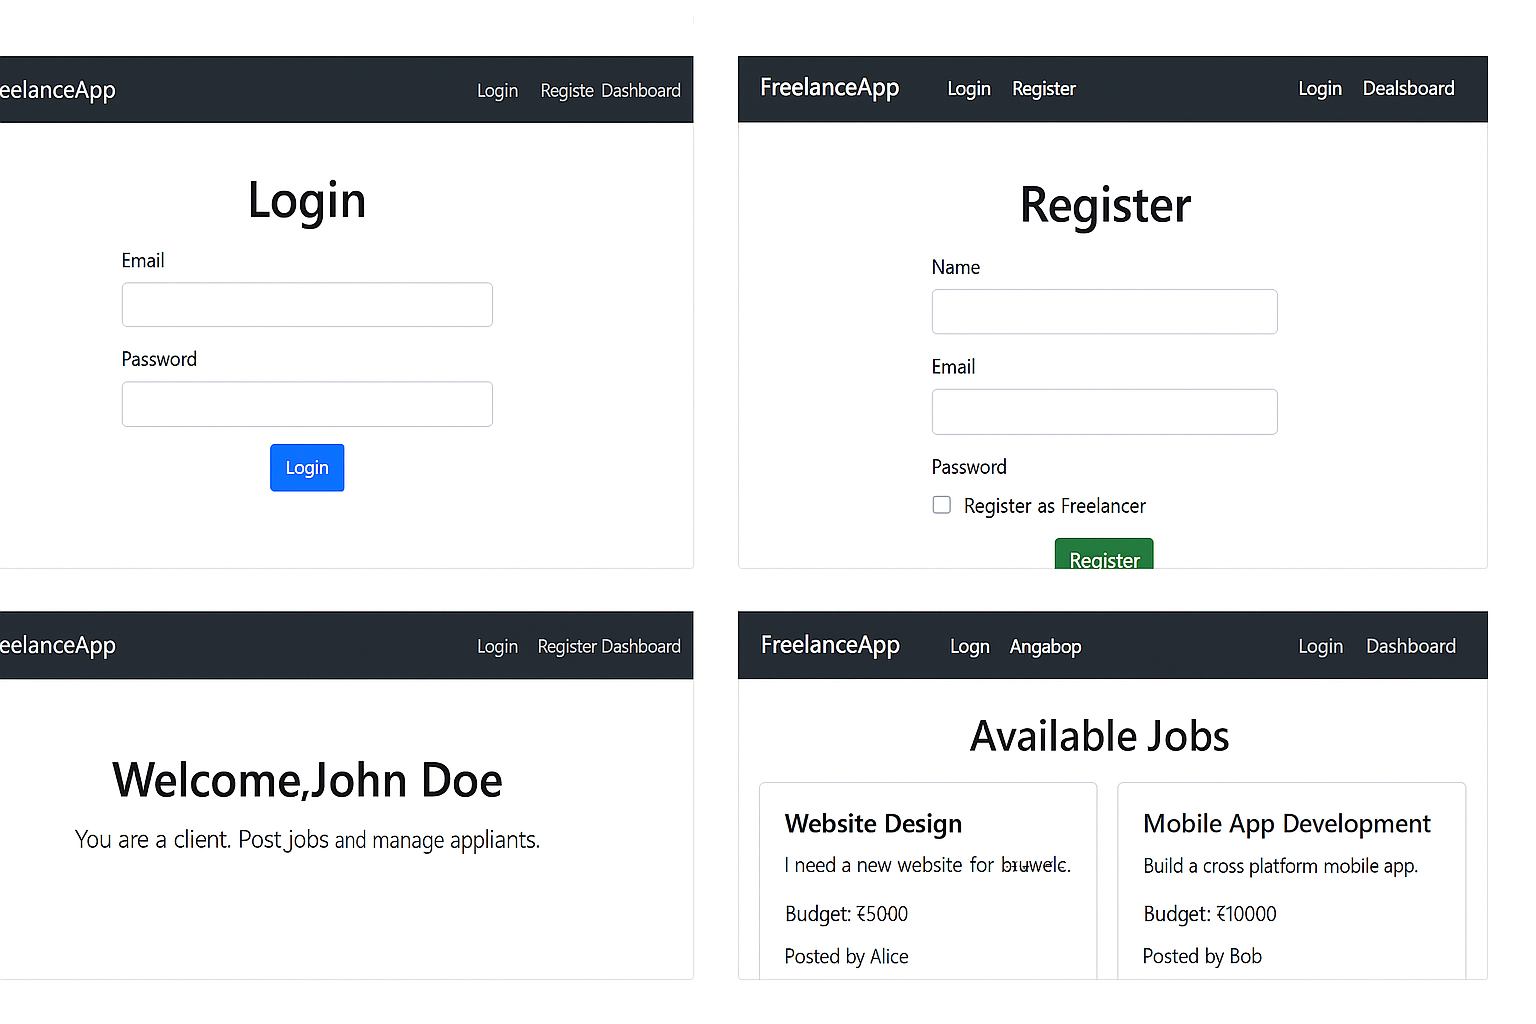 eelanceApp Login Registe Dashboard
Login
Email
Password
Login
FreelanceApp Login Register Login Dealsboard
Register
Name
Email
Password
Register as Freelancer
Register
eelanceApp Login Register Dashboard
Welcome,John Doe
You are a client. Post jobs and manage appliants.
FreelanceApp Logn Angabop Login Dashboard
Available Jobs
Website Design
I need a new website for
Budget: ₹5000
Posted by Alice
Mobile App Development
Build a cross platform mobile app.
Budget: ₹10000
Posted by Bob